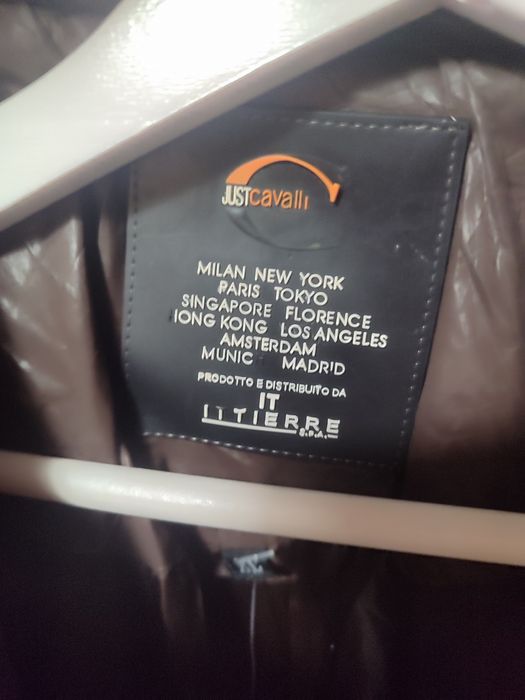 JUSTcavalli
MILAN NEW YORK
PARIS TOKYO
SINGAPORE FLORENCE
IONG KONG LOS ANGELES
AMSTERDAM
MUNIC MADRID
PRODOTTO E DISTRIBUITO DA
IT
ITTIERRE
S.P.A.